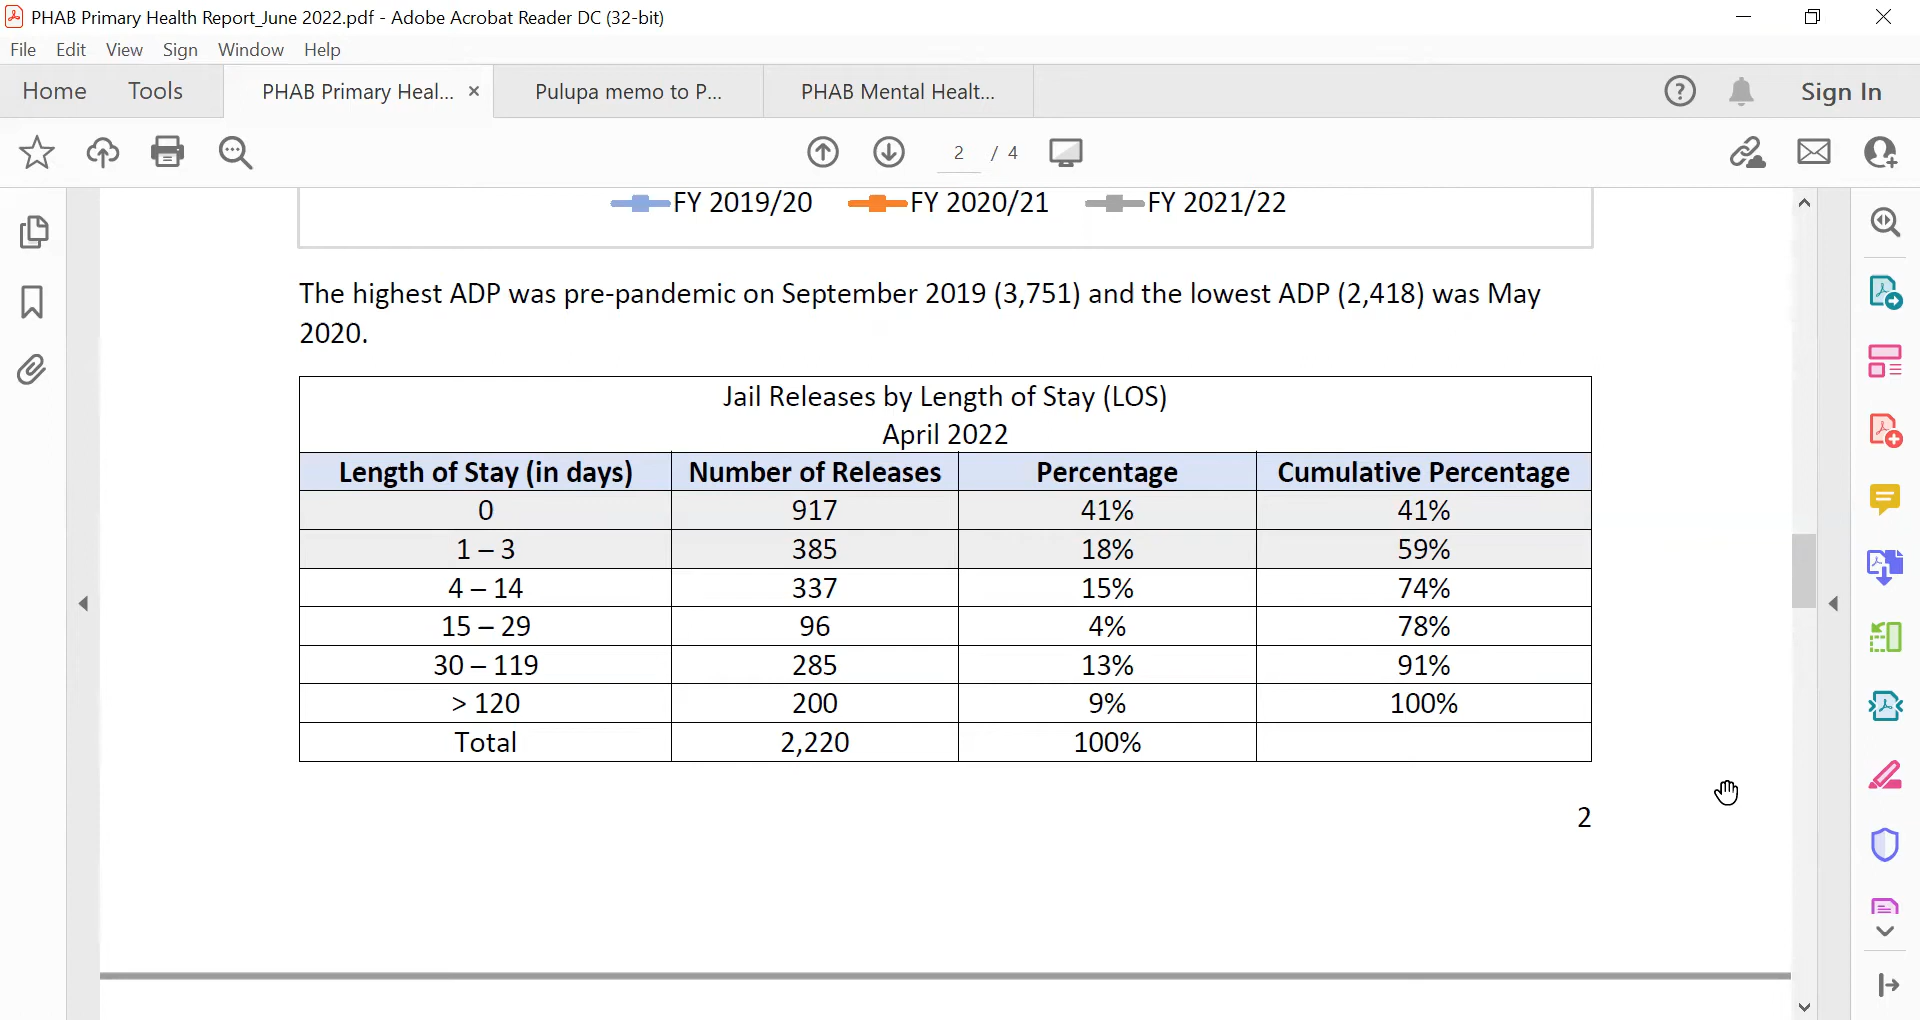 PHAB Primary Health Report_June 2022.pdf - Adobe Acrobat Reader DC (32-bit)
File Edit View Sign Window Help
Home Tools PHAB Primary Heal... × Pulupa memo to P... PHAB Mental Healt... ? Sign In
2 / 4
FY 2019/20 FY 2020/21 FY 2021/22
The highest ADP was pre-pandemic on September 2019 (3,751) and the lowest ADP (2,418) was May
2020.
Jail Releases by Length of Stay (LOS)
April 2022
Length of Stay (in days) Number of Releases Percentage Cumulative Percentage
0 917 41% 41%
1 – 3 385 18% 59%
4 – 14 337 15% 74%
15 – 29 96 4% 78%
30 – 119 285 13% 91%
> 120 200 9% 100%
Total 2,220 100%
2